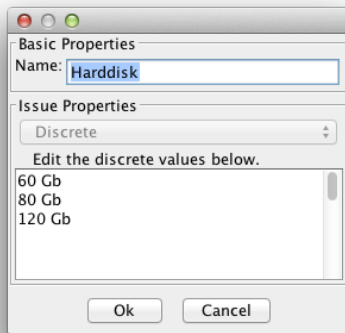 Basic Properties
Name: Harddisk
Issue Properties
Discrete
Edit the discrete values below.
60 Gb
80 Gb
120 Gb
Ok Cancel